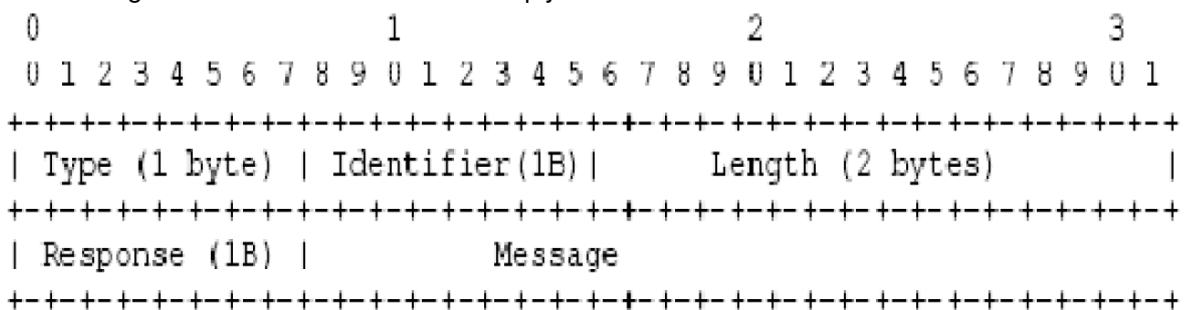 0                   1                   2                   3
0 1 2 3 4 5 6 7 8 9 0 1 2 3 4 5 6 7 8 9 0 1 2 3 4 5 6 7 8 9 0 1
+-+-+-+-+-+-+-+-+-+-+-+-+-+-+-+-+-+-+-+-+-+-+-+-+-+-+-+-+-+-+-+-+
| Type (1 byte) | Identifier(1B)|      Length (2 bytes)         |
+-+-+-+-+-+-+-+-+-+-+-+-+-+-+-+-+-+-+-+-+-+-+-+-+-+-+-+-+-+-+-+-+
| Response (1B) |          Message
+-+-+-+-+-+-+-+-+-+-+-+-+-+-+-+-+-+-+-+-+-+-+-+-+-+-+-+-+-+-+-+-+